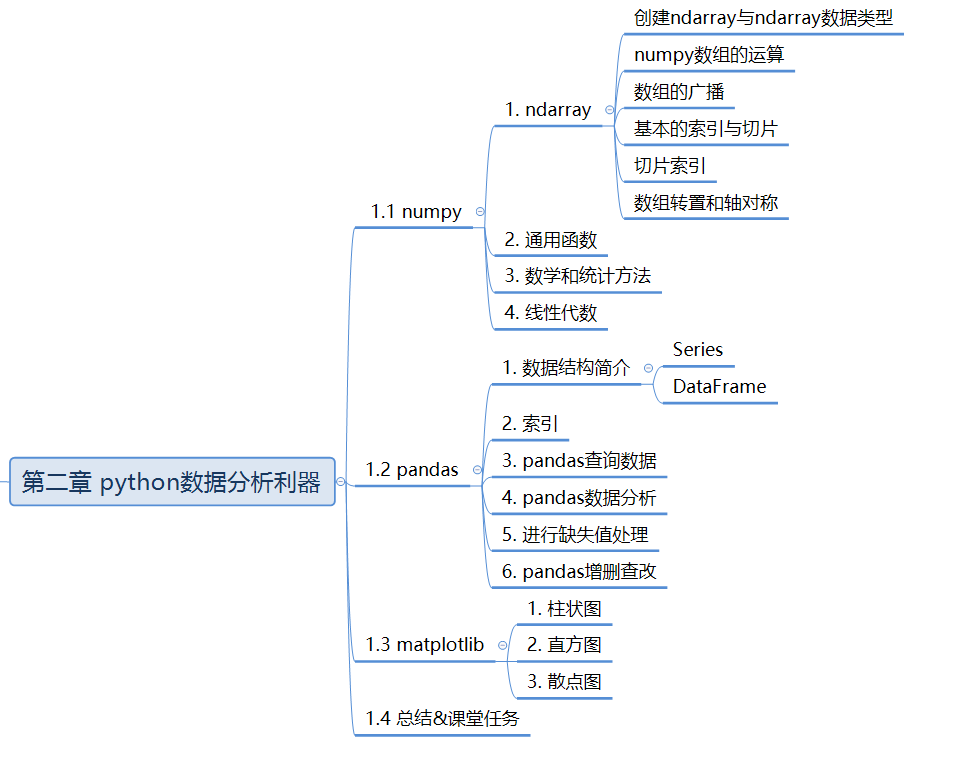 第二章 python数据分析利器
1.1 numpy
1. ndarray
创建ndarray与ndarray数据类型
numpy数组的运算
数组的广播
基本的索引与切片
切片索引
数组转置和轴对称
2. 通用函数
3. 数学和统计方法
4. 线性代数
1.2 pandas
1. 数据结构简介
Series
DataFrame
2. 索引
3. pandas查询数据
4. pandas数据分析
5. 进行缺失值处理
6. pandas增删查改
1.3 matplotlib
1. 柱状图
2. 直方图
3. 散点图
1.4 总结&课堂任务